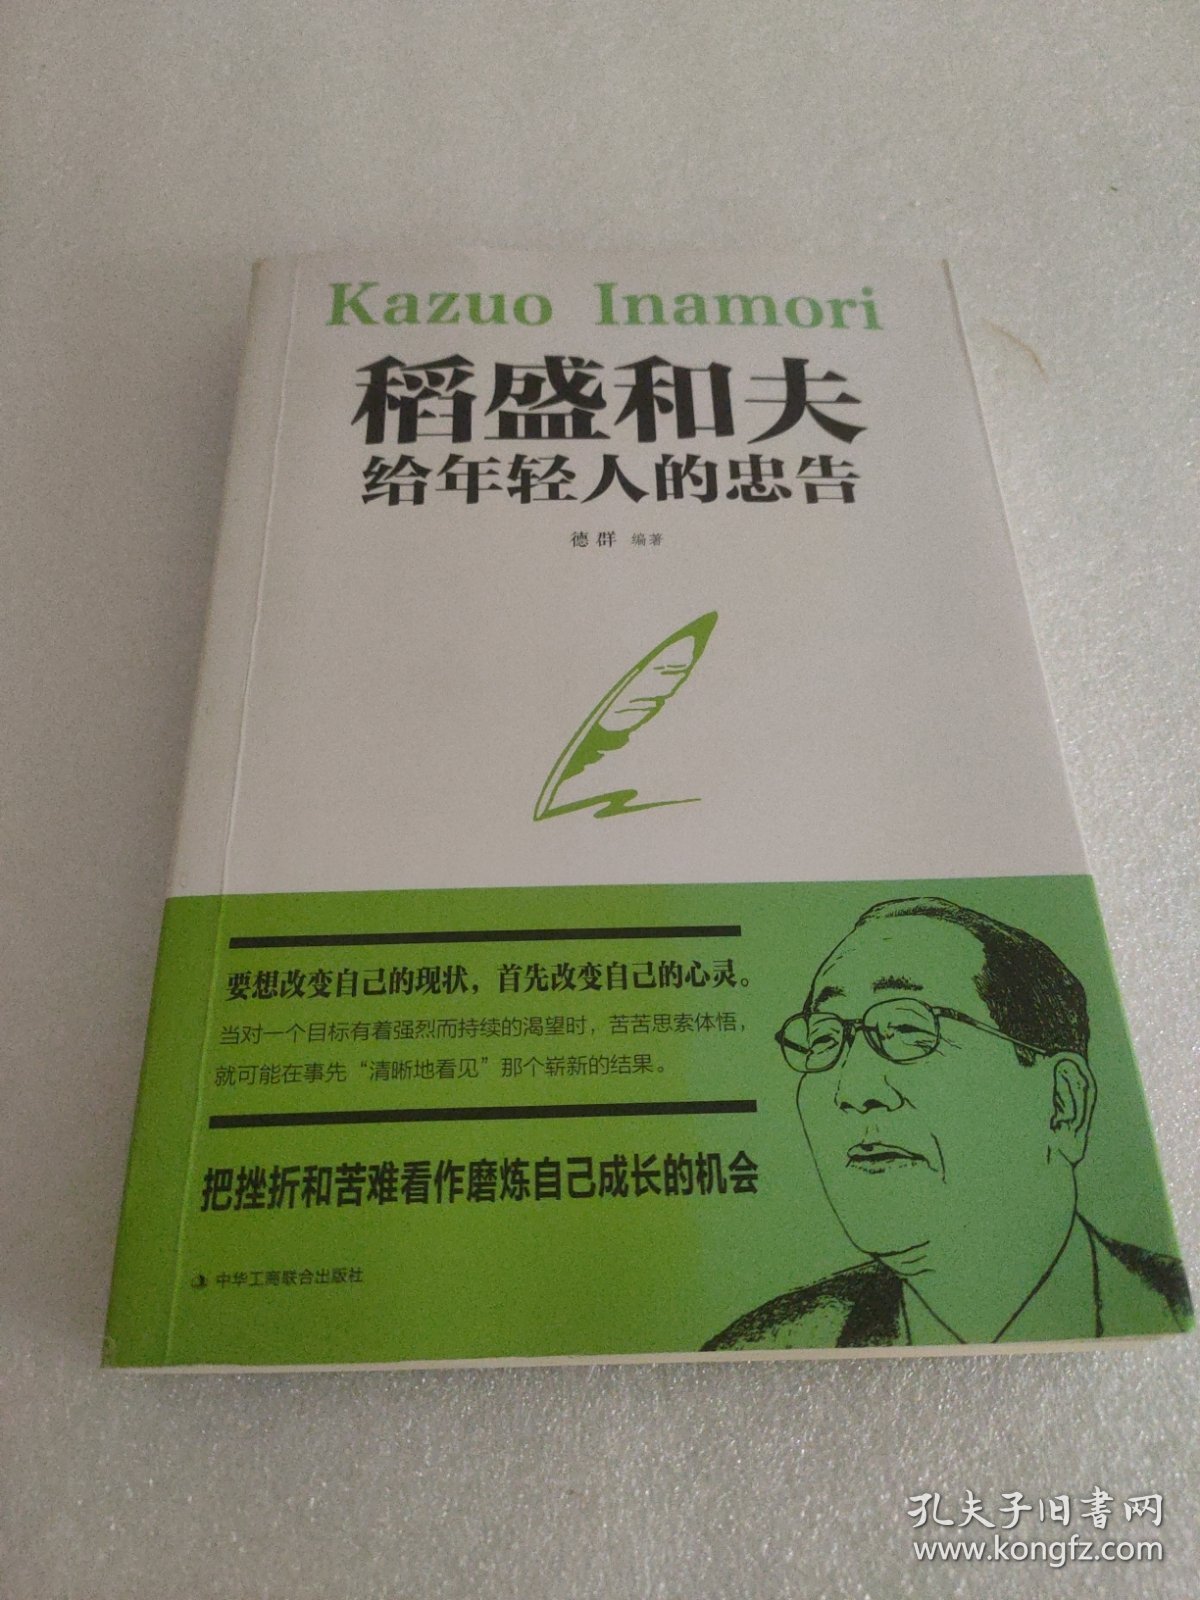 Kazuo Inamori
稻盛和夫
给年轻人的忠告
德群 编著
要想改变自己的现状，首先改变自己的心灵。
当对一个目标有着强烈而持续的渴望时，苦苦思索体悟，
就可能在事先“清晰地看见”那个崭新的结果。
把挫折和苦难看作磨炼自己成长的机会
中华工商联合出版社
孔夫子旧书网
www.kongfz.com